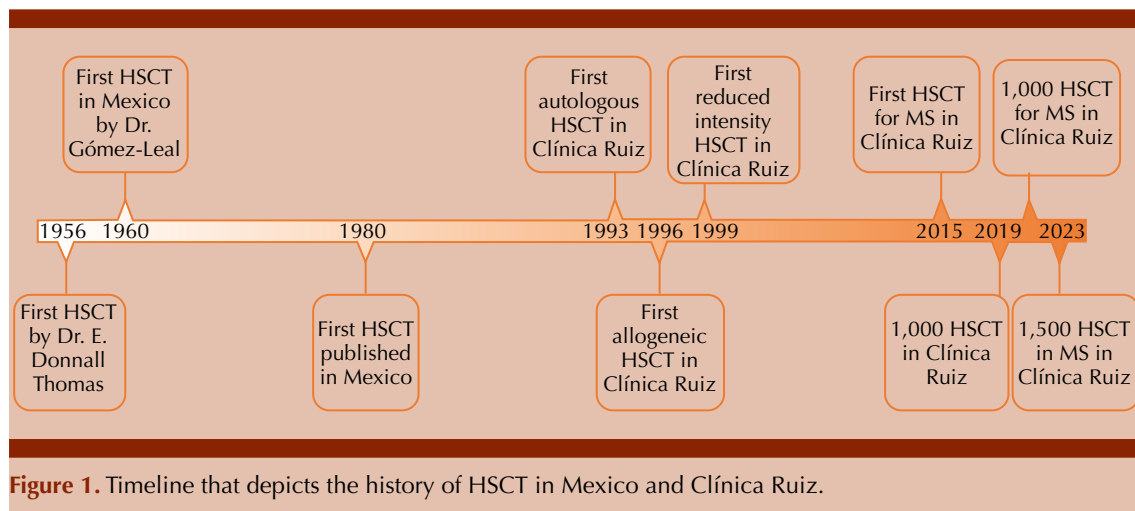 First HSCT
in Mexico
by Dr.
Gómez-Leal
First
autologous
HSCT in
Clínica Ruiz
First
reduced
intensity
HSCT in
Clínica Ruiz
First HSCT
for MS in
Clínica Ruiz
1,000 HSCT
for MS in
Clínica Ruiz
1956 1960 1980 1993 1996 1999 2015 2019 2023
First HSCT
by Dr. E.
Donnall
Thomas
First HSCT
published
in Mexico
First
allogeneic
HSCT in
Clínica Ruiz
1,000 HSCT
in Clínica
Ruiz
1,500 HSCT
in MS in
Clínica Ruiz
Figure 1. Timeline that depicts the history of HSCT in Mexico and Clínica Ruiz.